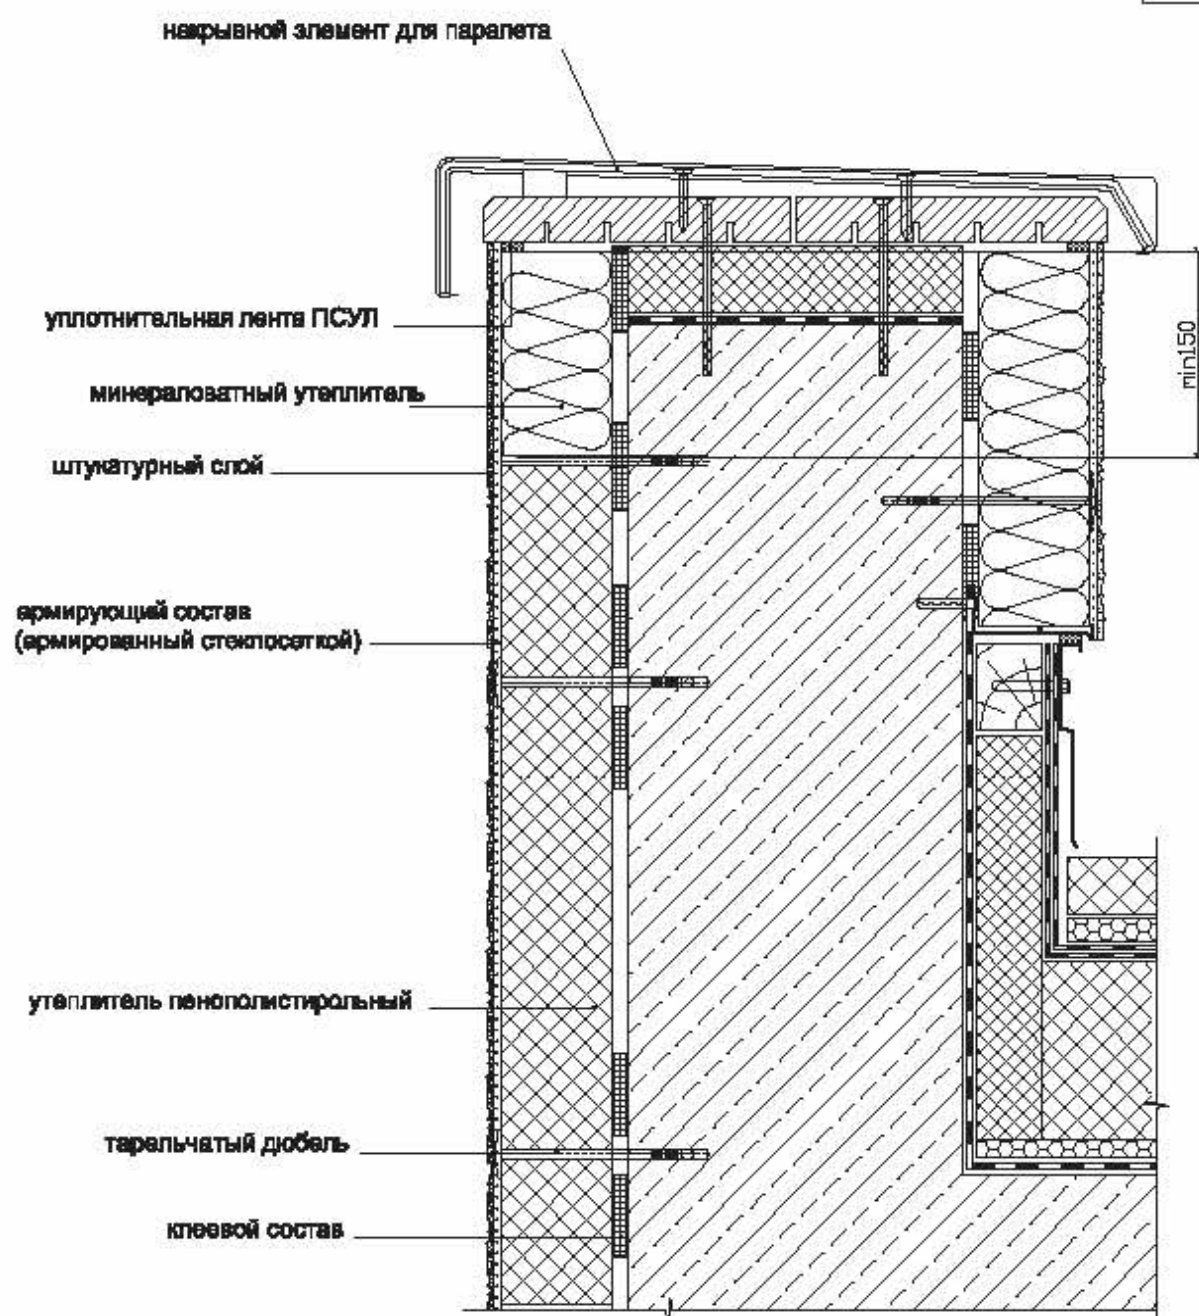 накрывной элемент для парапета
уплотнительная лента ПСУЛ
минераловатный утеплитель
min150
штукатурный слой
армирующий состав
(армированный стеклосеткой)
утеплитель пенополистирольный
тарельчатый дюбель
клеевой состав